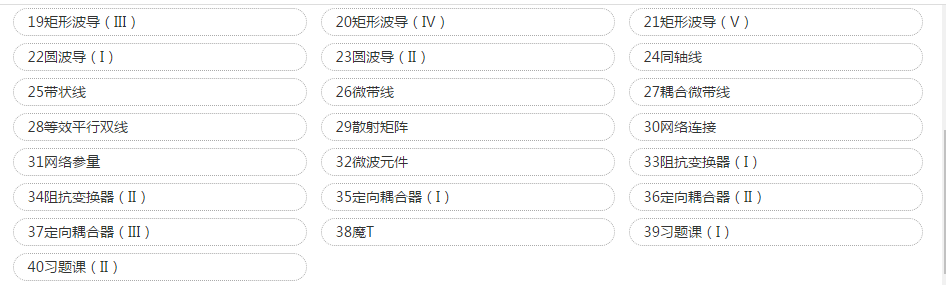 19矩形波导（III）
20矩形波导（IV）
21矩形波导（V）
22圆波导（I）
23圆波导（II）
24同轴线
25带状线
26微带线
27耦合微带线
28等效平行双线
29散射矩阵
30网络连接
31网络参量
32微波元件
33阻抗变换器（I）
34阻抗变换器（II）
35定向耦合器（I）
36定向耦合器（II）
37定向耦合器（III）
38魔T
39习题课（I）
40习题课（II）